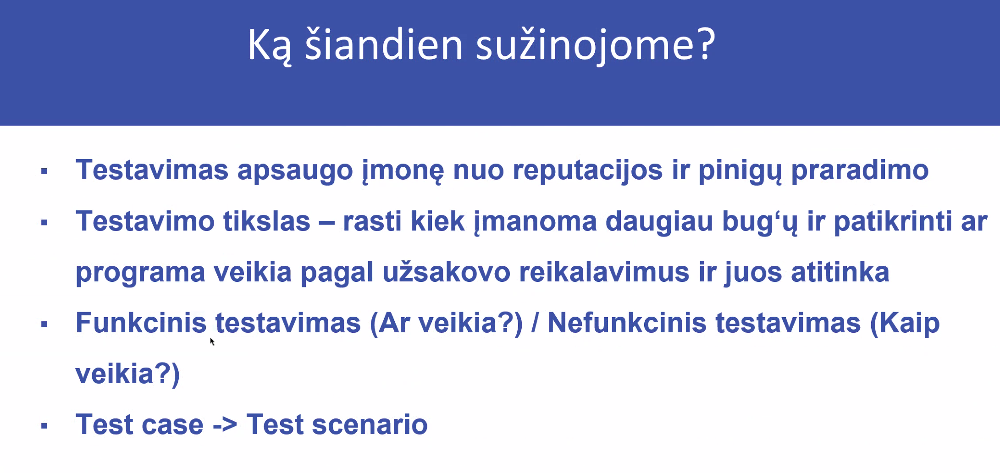 Ką šiandien sužinojome?
▪ Testavimas apsaugo įmonę nuo reputacijos ir pinigų praradimo
▪ Testavimo tikslas – rasti kiek įmanoma daugiau bug‘ų ir patikrinti ar
programa veikia pagal užsakovo reikalavimus ir juos atitinka
▪ Funkcinis testavimas (Ar veikia?) / Nefunkcinis testavimas (Kaip
veikia?)
▪ Test case -> Test scenario